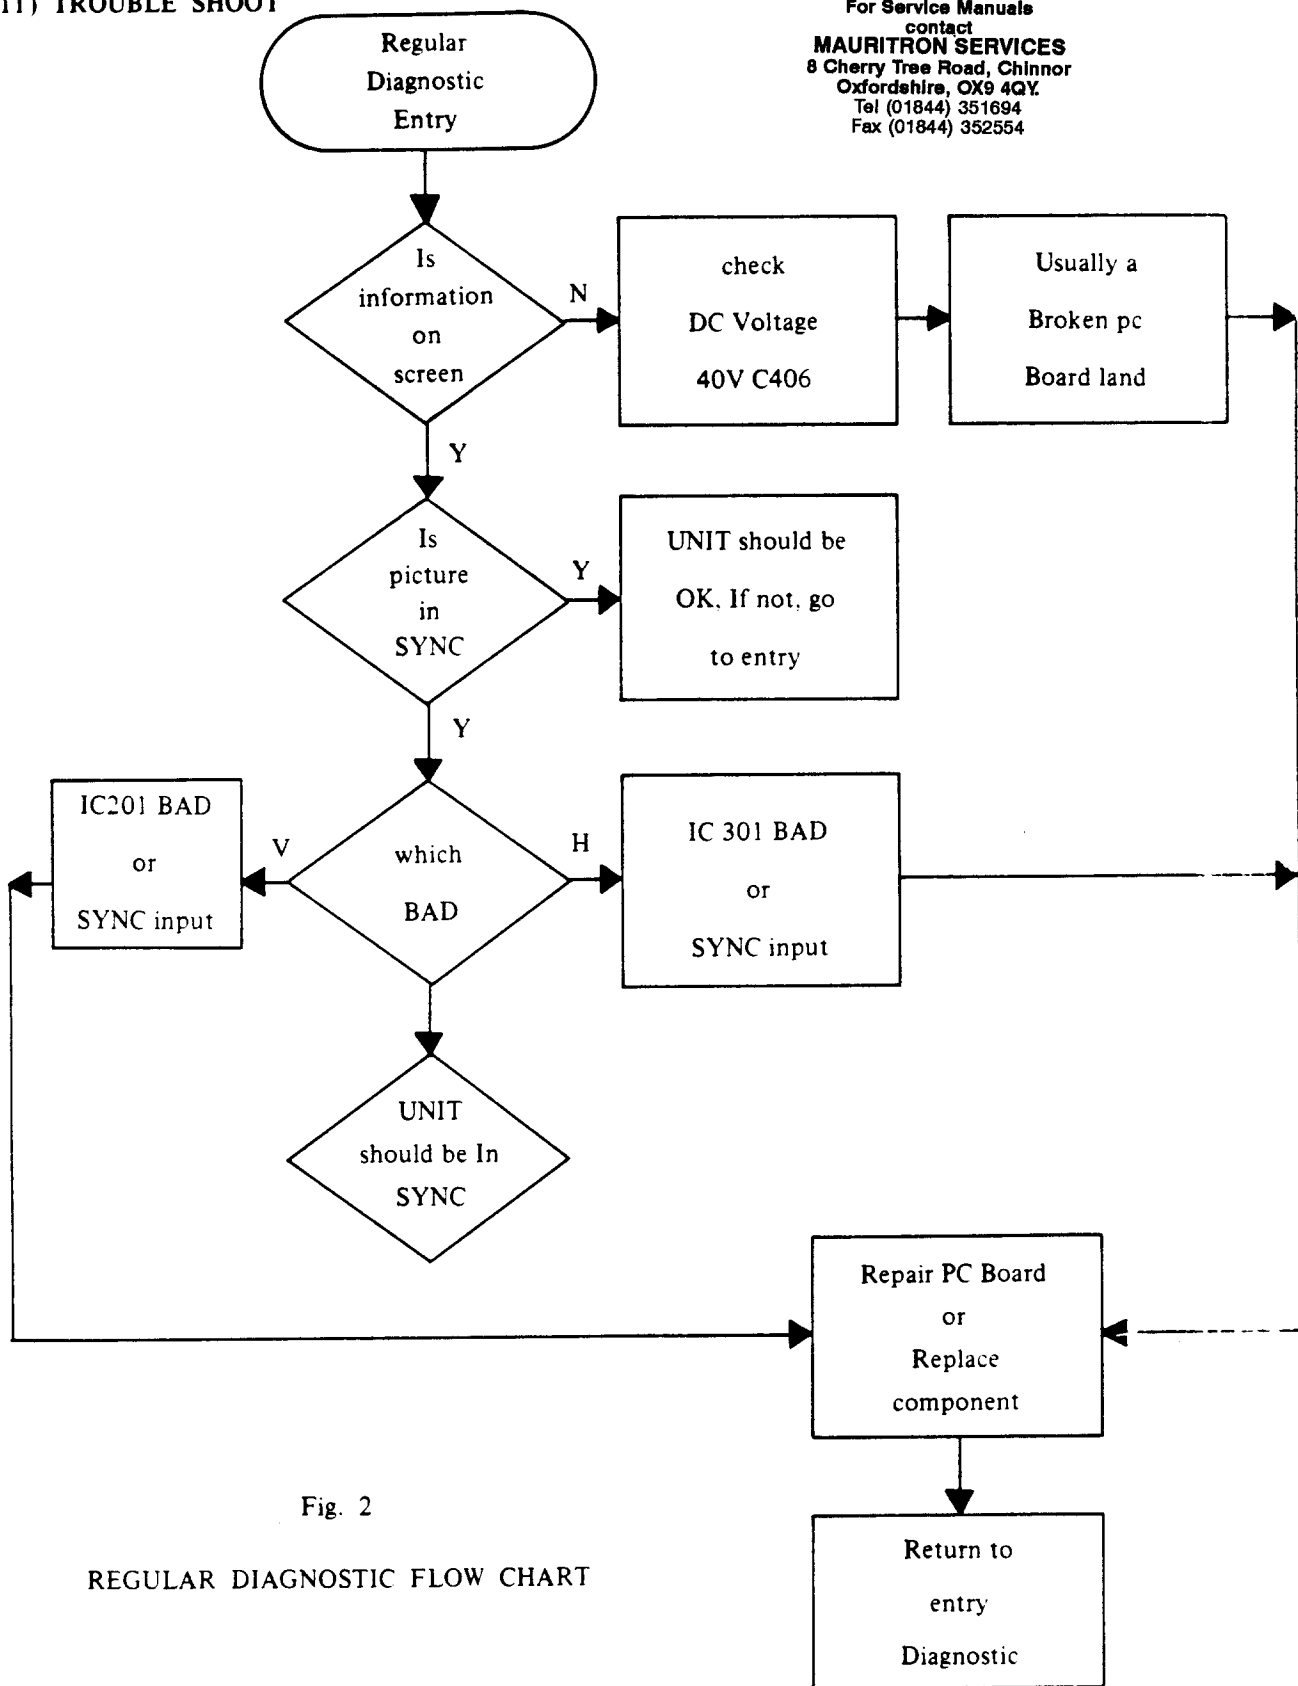 11) TROUBLE SHOOT
For Service Manuals
contact
MAURITRON SERVICES
8 Cherry Tree Road, Chinnor
Oxfordshire, OX9 4QY.
Tel (01844) 351694
Fax (01844) 352554
Regular
Diagnostic
Entry
Is
information
on
screen
N
check
DC Voltage
40V C406
Usually a
Broken pc
Board land
Y
Is
picture
in
SYNC
Y
UNIT should be
OK, If not, go
to entry
Y
IC201 BAD
or
SYNC input
V
which
BAD
H
IC 301 BAD
or
SYNC input
UNIT
should be In
SYNC
Repair PC Board
or
Replace
component
Return to
entry
Diagnostic
Fig. 2
REGULAR DIAGNOSTIC FLOW CHART